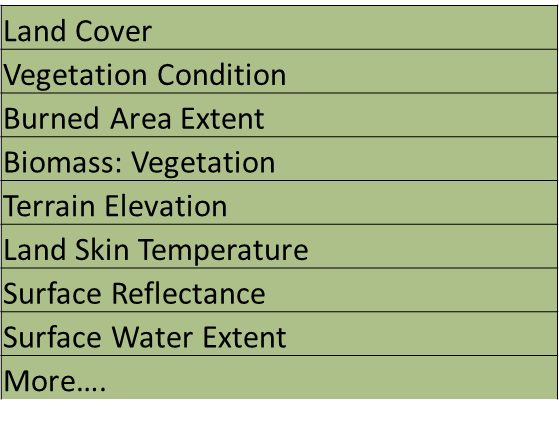 Land Cover
Vegetation Condition
Burned Area Extent
Biomass: Vegetation
Terrain Elevation
Land Skin Temperature
Surface Reflectance
Surface Water Extent
More....